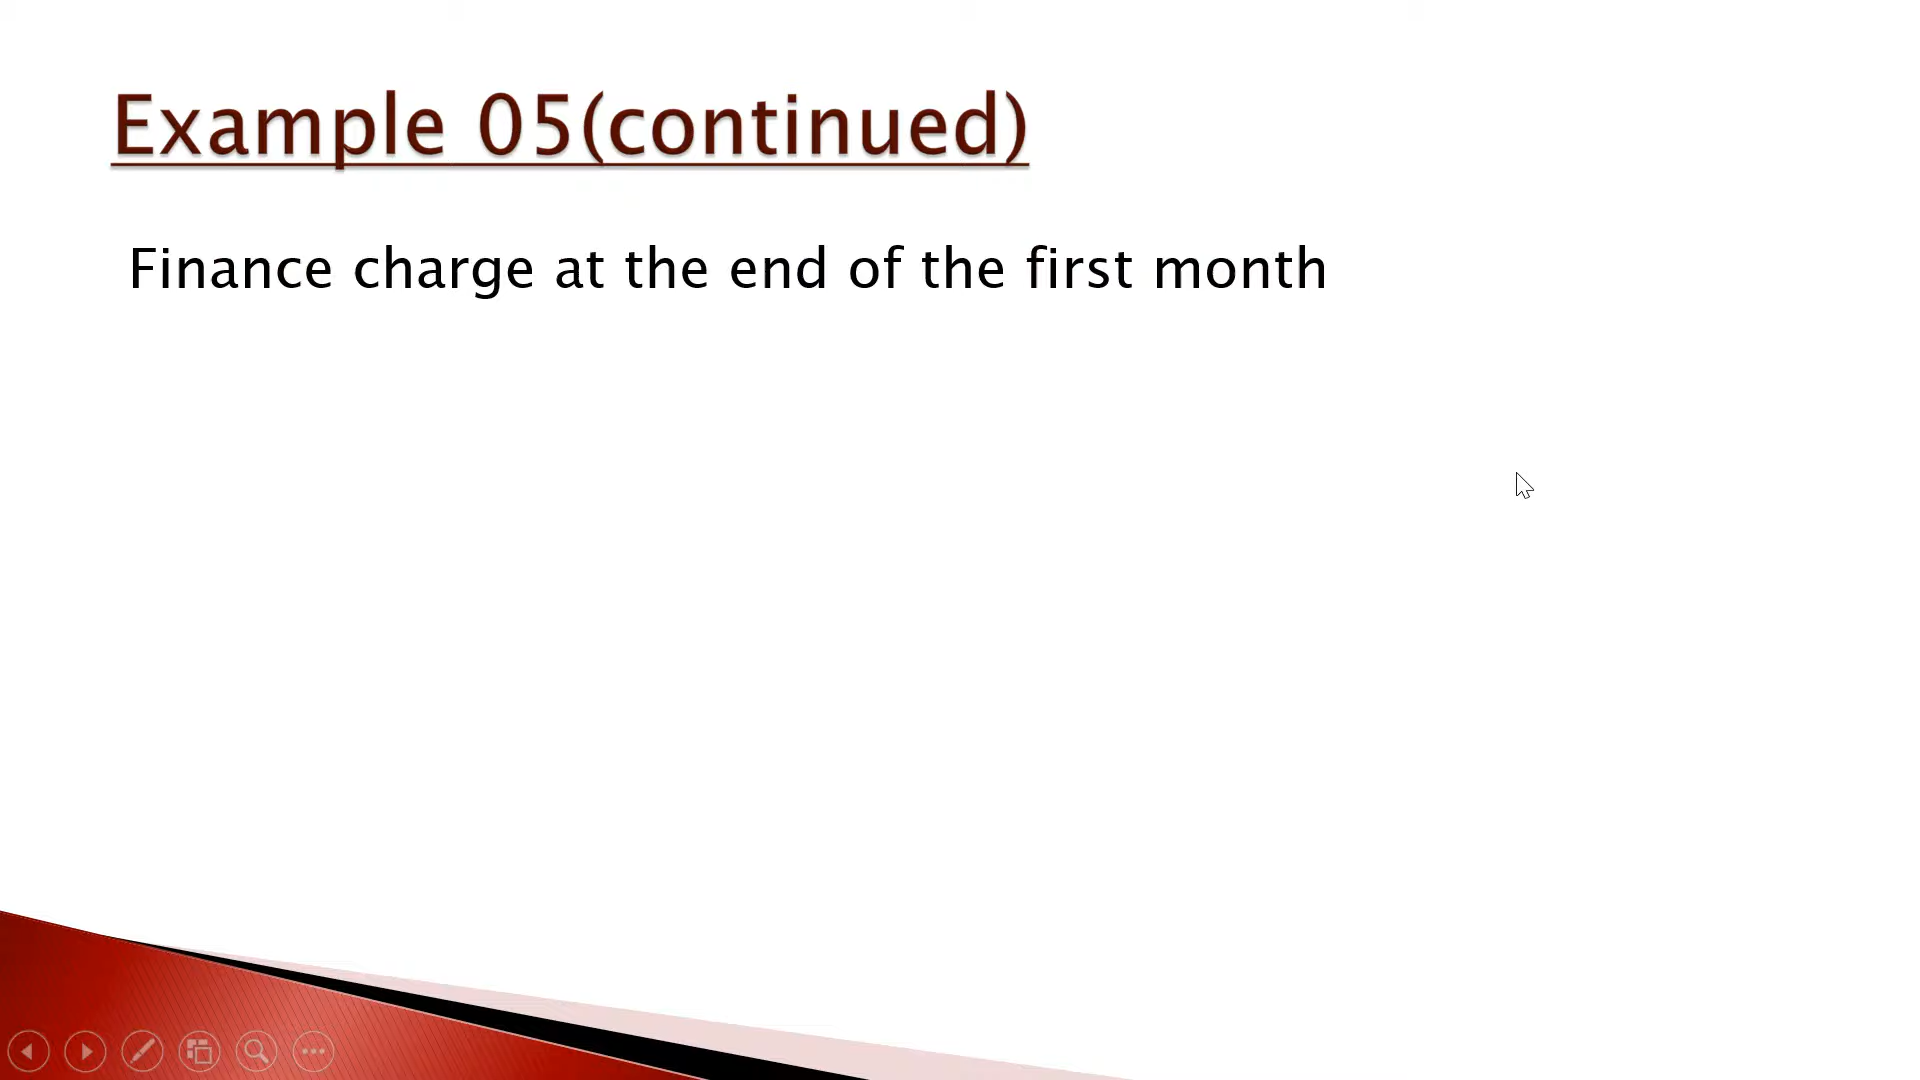 Example 05(continued)
Finance charge at the end of the first month